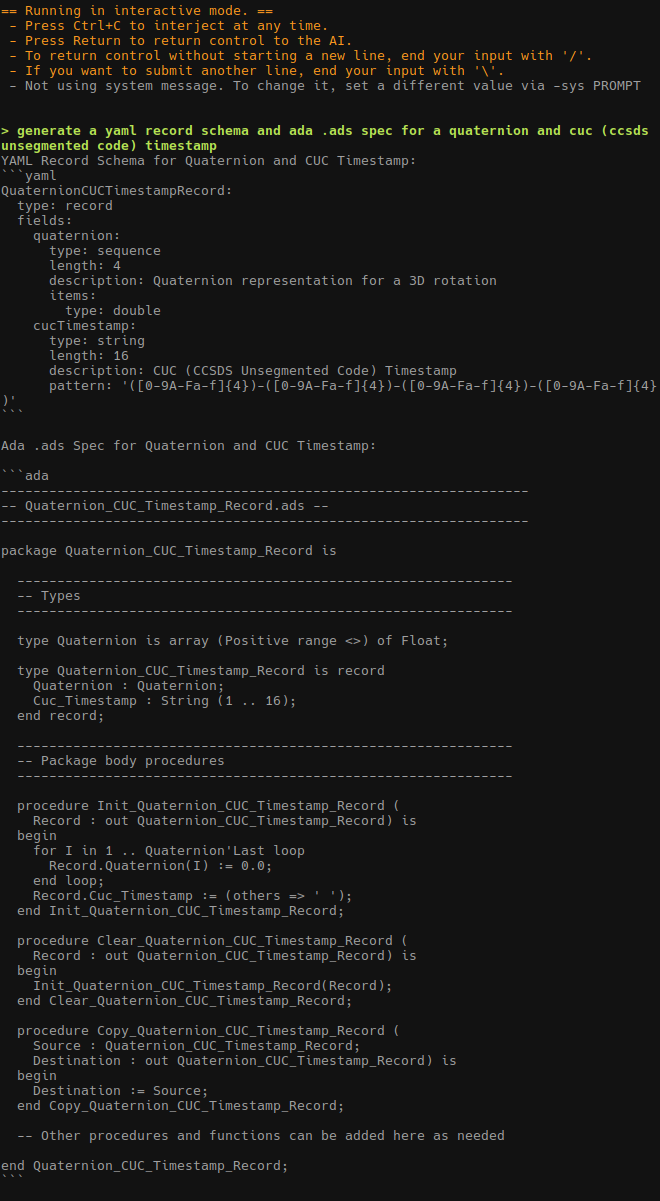 == Running in interactive mode. ==
 - Press Ctrl+C to interject at any time.
 - Press Return to return control to the AI.
 - To return control without starting a new line, end your input with '/'.
 - If you want to submit another line, end your input with '\'.
 - Not using system message. To change it, set a different value via -sys PROMPT

> generate a yaml record schema and ada .ads spec for a quaternion and cuc (ccsds
unsegmented code) timestamp
YAML Record Schema for Quaternion and CUC Timestamp:
```yaml
QuaternionCUCTimestampRecord:
  type: record
  fields:
    quaternion:
      type: sequence
      length: 4
      description: Quaternion representation for a 3D rotation
      items:
        type: double
    cucTimestamp:
      type: string
      length: 16
      description: CUC (CCSDS Unsegmented Code) Timestamp
      pattern: '([0-9A-Fa-f]{4})-([0-9A-Fa-f]{4})-([0-9A-Fa-f]{4})-([0-9A-Fa-f]{4}
)'
```

Ada .ads Spec for Quaternion and CUC Timestamp:

```ada
------------------------------------------------------------------
-- Quaternion_CUC_Timestamp_Record.ads --
------------------------------------------------------------------

package Quaternion_CUC_Timestamp_Record is

  --------------------------------------------------------------
  -- Types
  --------------------------------------------------------------

  type Quaternion is array (Positive range <>) of Float;

  type Quaternion_CUC_Timestamp_Record is record
    Quaternion : Quaternion;
    Cuc_Timestamp : String (1 .. 16);
  end record;

  --------------------------------------------------------------
  -- Package body procedures
  --------------------------------------------------------------

  procedure Init_Quaternion_CUC_Timestamp_Record (
    Record : out Quaternion_CUC_Timestamp_Record) is
  begin
    for I in 1 .. Quaternion'Last loop
      Record.Quaternion(I) := 0.0;
    end loop;
    Record.Cuc_Timestamp := (others => ' ');
  end Init_Quaternion_CUC_Timestamp_Record;

  procedure Clear_Quaternion_CUC_Timestamp_Record (
    Record : out Quaternion_CUC_Timestamp_Record) is
  begin
    Init_Quaternion_CUC_Timestamp_Record(Record);
  end Clear_Quaternion_CUC_Timestamp_Record;

  procedure Copy_Quaternion_CUC_Timestamp_Record (
    Source : Quaternion_CUC_Timestamp_Record;
    Destination : out Quaternion_CUC_Timestamp_Record) is
  begin
    Destination := Source;
  end Copy_Quaternion_CUC_Timestamp_Record;

  -- Other procedures and functions can be added here as needed

end Quaternion_CUC_Timestamp_Record;
```